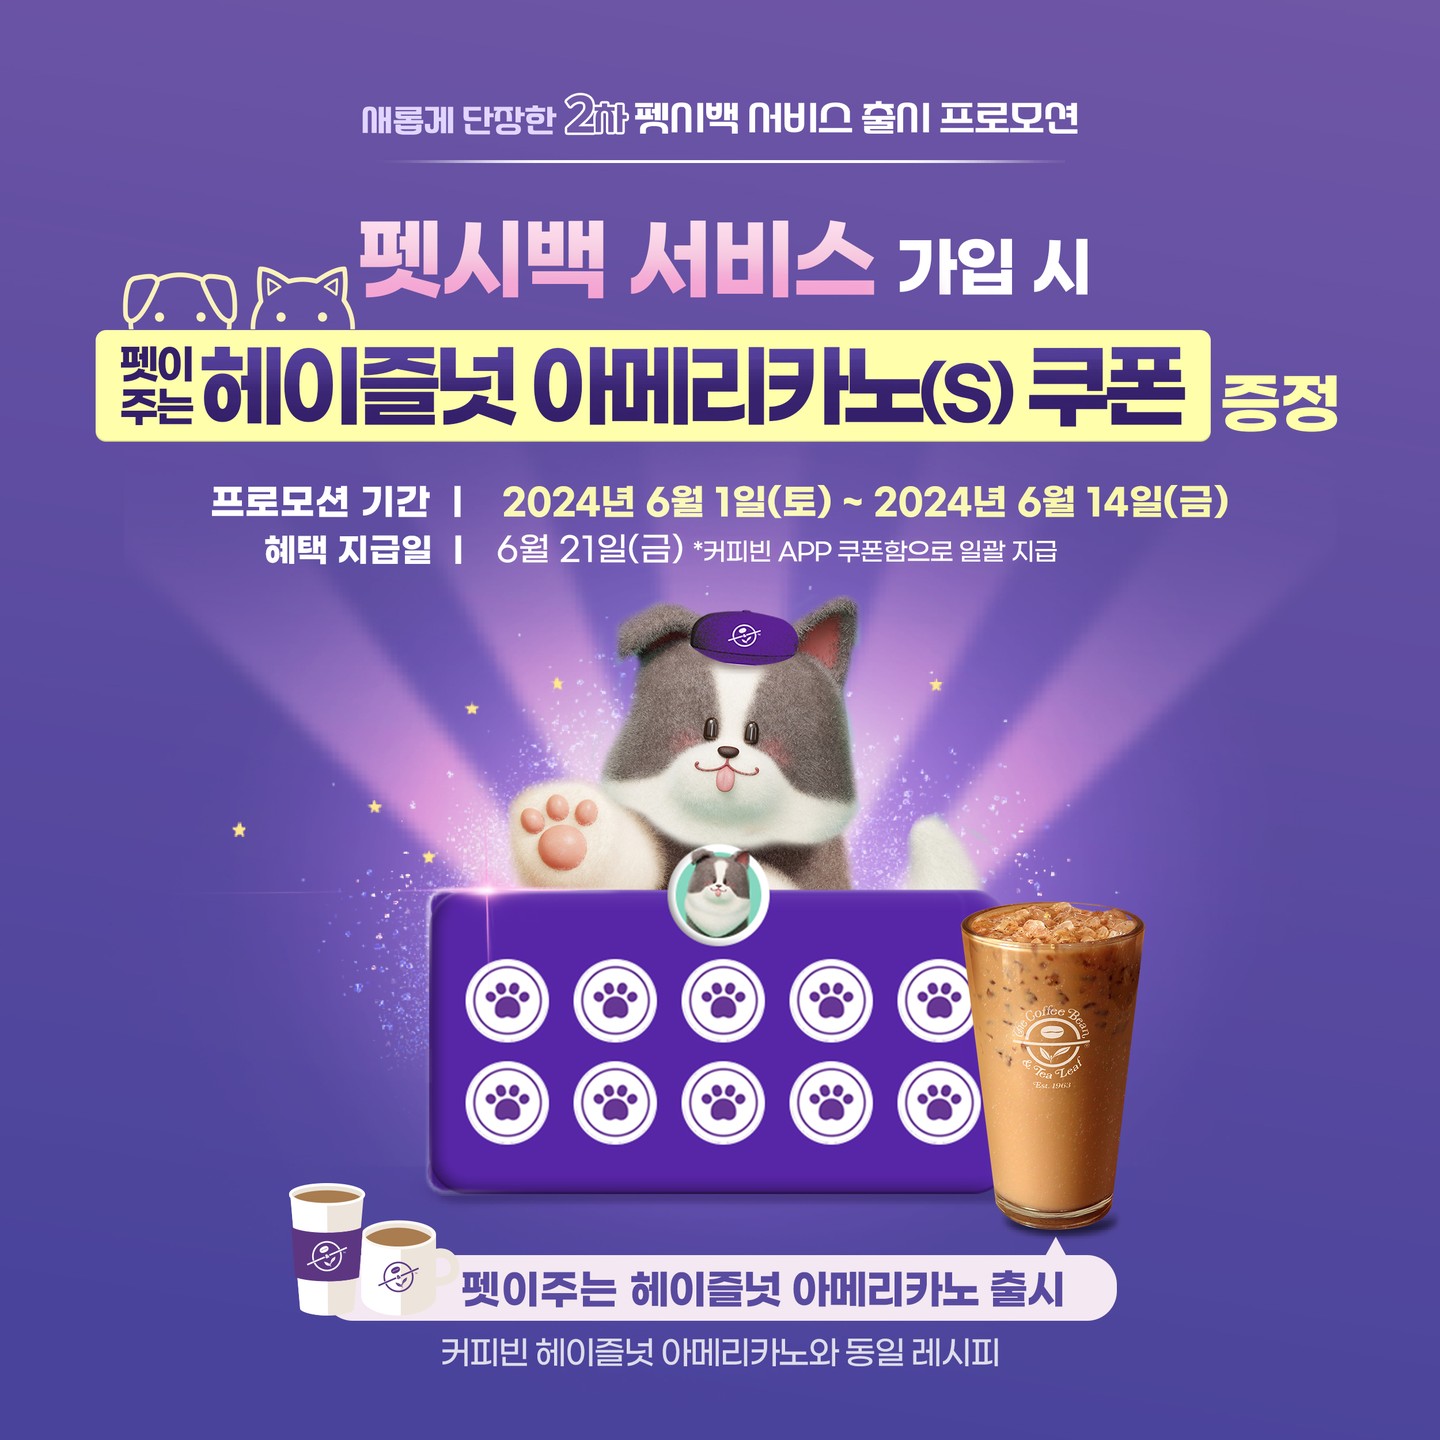 새롭게 단장한 2차 펫시백 서비스 출시 프로모션
펫시백 서비스 가입 시
펫이
주는 헤이즐넛 아메리카노(S) 쿠폰 증정
프로모션 기간 | 2024년 6월 1일(토) ~ 2024년 6월 14일(금)
혜택 지급일 | 6월 21일(금) *커피빈 APP 쿠폰함으로 일괄 지급
The Coffee Bean
& Tea Leaf
Est. 1963
펫이주는 헤이즐넛 아메리카노 출시
커피빈 헤이즐넛 아메리카노와 동일 레시피